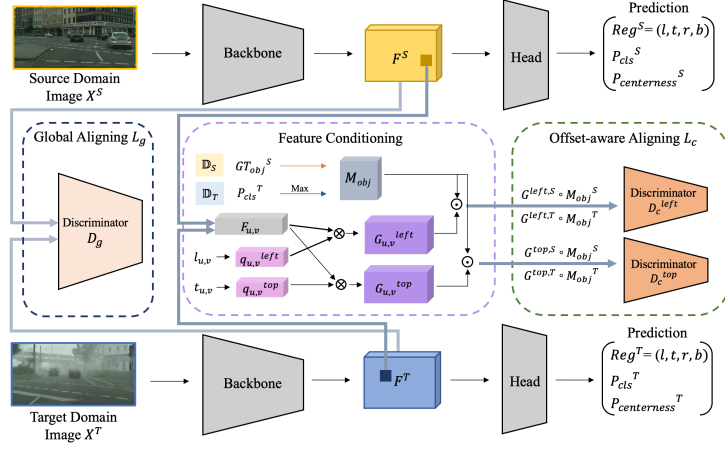 Prediction
Backbone
F^S
Head
Reg^S = (l, t, r, b)
P_cls^S
P_centerness^S
Source Domain
Image X^S
Global Aligning L_g
Feature Conditioning
Offset-aware Aligning L_c
𝔻_S
GT_obj^S
M_obj
𝔻_T
P_cls^T
Max
Discriminator
D_g
F_u,v
⊗
G_u,v^left
⊙
l_u,v
q_u,v^left
t_u,v
q_u,v^top
⊗
G_u,v^top
⊙
G^left,S ∘ M_obj^S
G^left,T ∘ M_obj^T
Discriminator
D_c^left
G^top,S ∘ M_obj^S
G^top,T ∘ M_obj^T
Discriminator
D_c^top
Prediction
Backbone
F^T
Head
Reg^T = (l, t, r, b)
P_cls^T
P_centerness^T
Target Domain
Image X^T